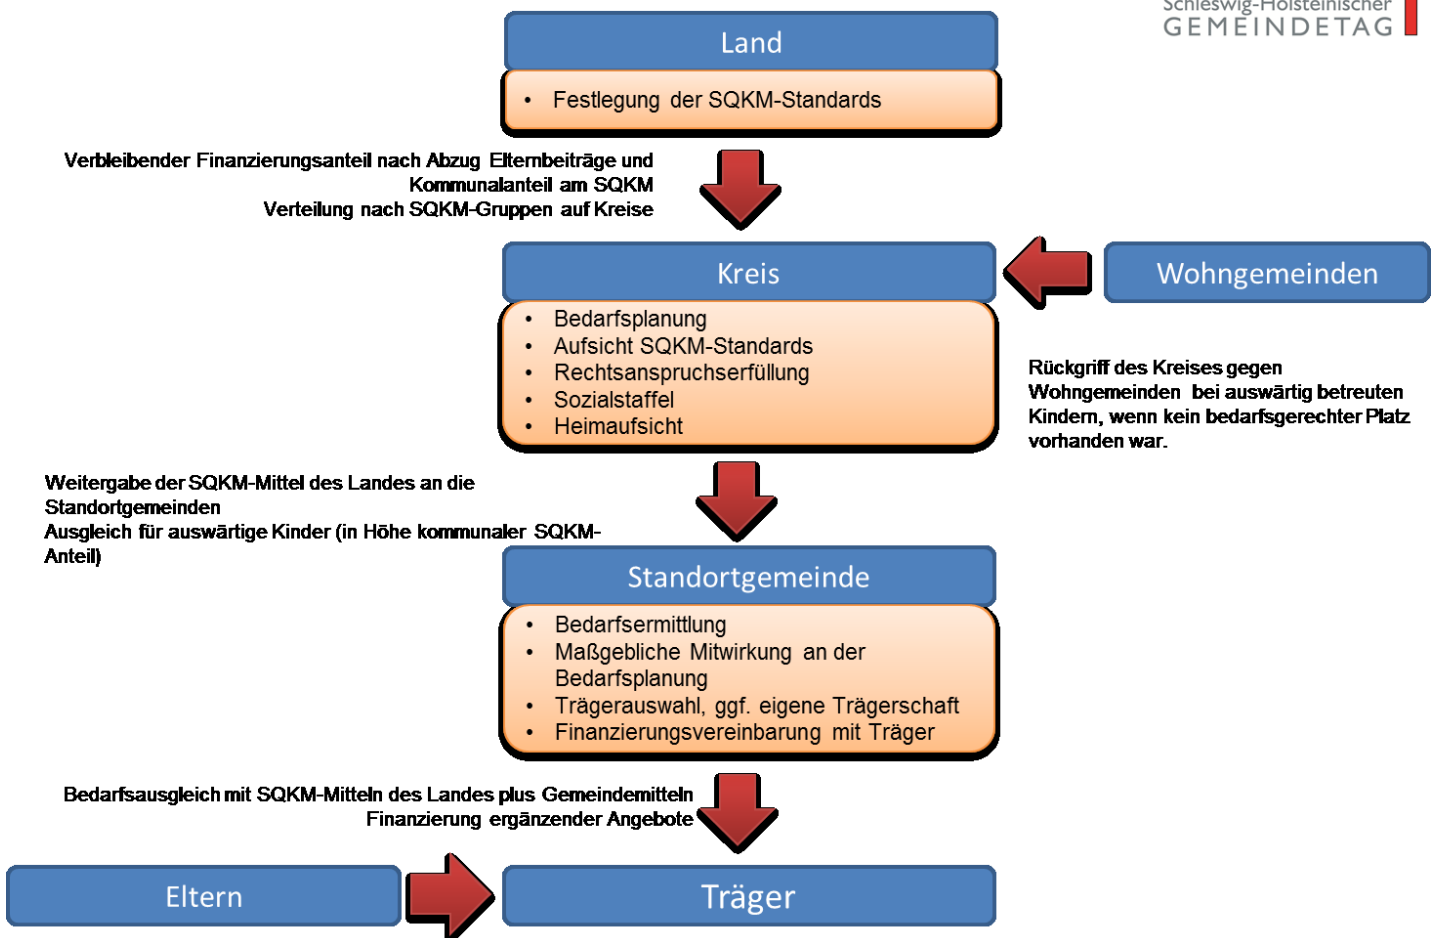 Schleswig-Holsteinischer
GEMEINDETAG
Land
• Festlegung der SQKM-Standards
Verbleibender Finanzierungsanteil nach Abzug Elternbeiträge und
Kommunalanteil am SQKM
Verteilung nach SQKM-Gruppen auf Kreise
Kreis
Wohngemeinden
• Bedarfsplanung
• Aufsicht SQKM-Standards
• Rechtsanspruchserfüllung
• Sozialstaffel
• Heimaufsicht
Rückgriff des Kreises gegen
Wohngemeinden bei auswärtig betreuten
Kindern, wenn kein bedarfsgerechter Platz
vorhanden war.
Weitergabe der SQKM-Mittel des Landes an die
Standortgemeinden
Ausgleich für auswärtige Kinder (in Höhe kommunaler SQKM-
Anteil)
Standortgemeinde
• Bedarfsermittlung
• Maßgebliche Mitwirkung an der
Bedarfsplanung
• Trägerauswahl, ggf. eigene Trägerschaft
• Finanzierungsvereinbarung mit Träger
Bedarfsausgleich mit SQKM-Mitteln des Landes plus Gemeindemitteln
Finanzierung ergänzender Angebote
Eltern
Träger